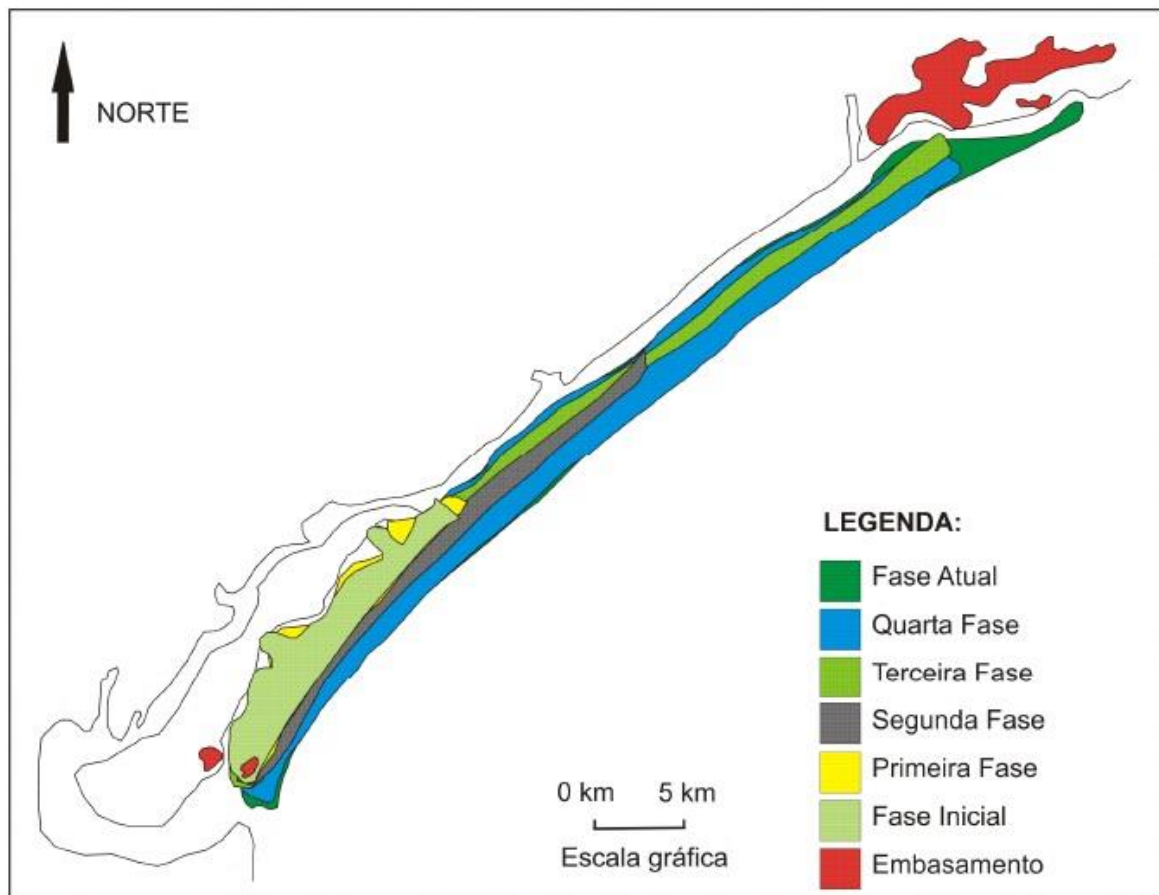 NORTE
LEGENDA:
Fase Atual
Quarta Fase
Terceira Fase
Segunda Fase
Primeira Fase
Fase Inicial
Embasamento
0 km 5 km
Escala gráfica